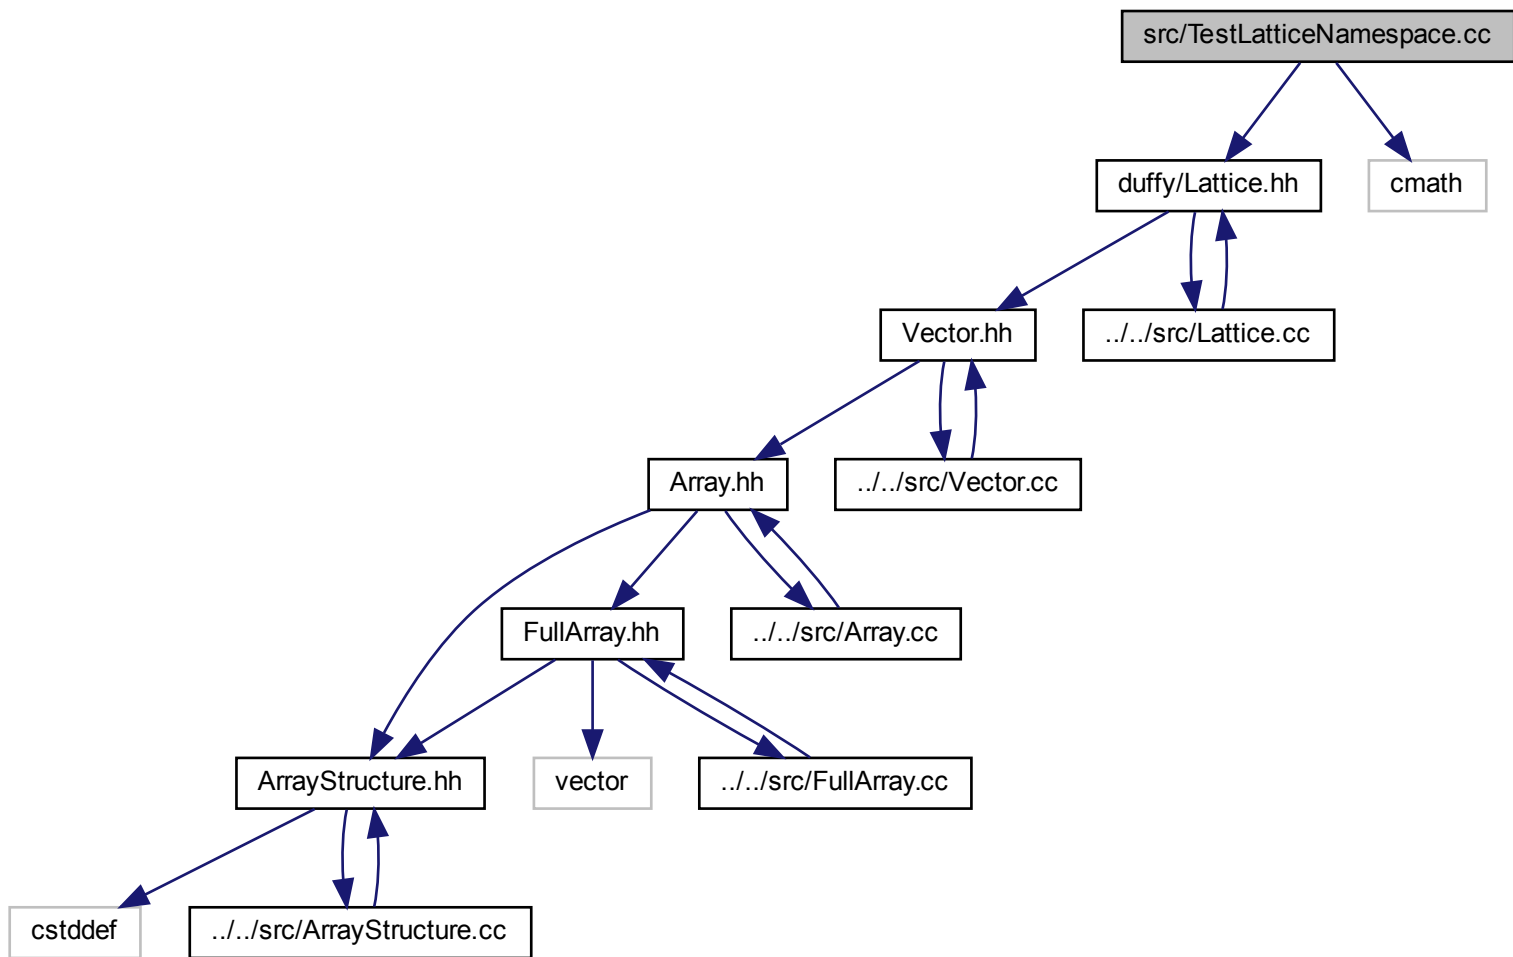 src/TestLatticeNamespace.cc
duffy/Lattice.hh
cmath
Vector.hh
../../src/Lattice.cc
Array.hh
../../src/Vector.cc
FullArray.hh
../../src/Array.cc
ArrayStructure.hh
vector
../../src/FullArray.cc
cstddef
../../src/ArrayStructure.cc